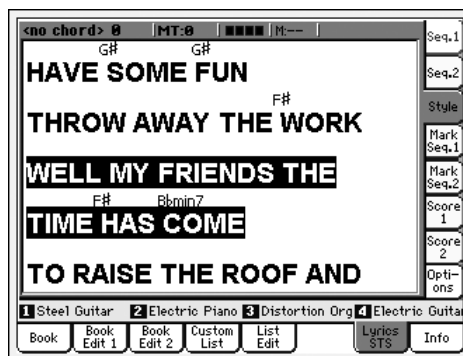 <no chord> 0 MT:0 M:--
Seq.1
G# G#
HAVE SOME FUN
Seq.2
F#
Style
THROW AWAY THE WORK
Mark
Seq.1
WELL MY FRIENDS THE
Mark
Seq.2
F# Bbmin7
Score
1
TIME HAS COME
Score
2
TO RAISE THE ROOF AND
Opti-
ons
1 Steel Guitar 2 Electric Piano 3 Distortion Org 4 Electric Guitar
Book
Book
Edit 1
Book
Edit 2
Custom
List
List
Edit
Lyrics
STS
Info